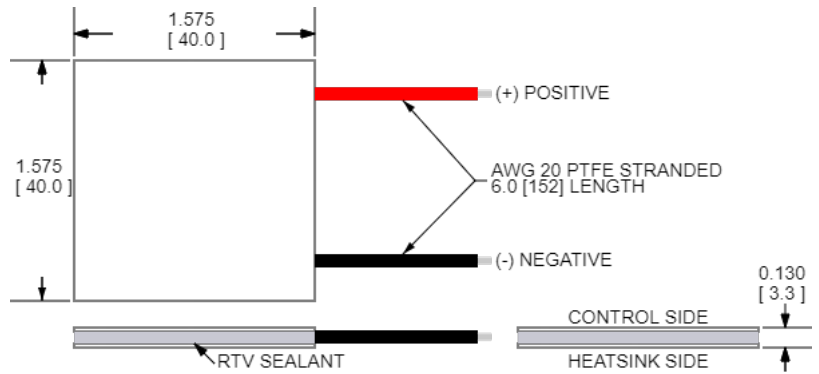 1.575
[ 40.0 ]
(+) POSITIVE
1.575
[ 40.0 ]
AWG 20 PTFE STRANDED
6.0 [152] LENGTH
(-) NEGATIVE
0.130
[ 3.3 ]
CONTROL SIDE
RTV SEALANT
HEATSINK SIDE